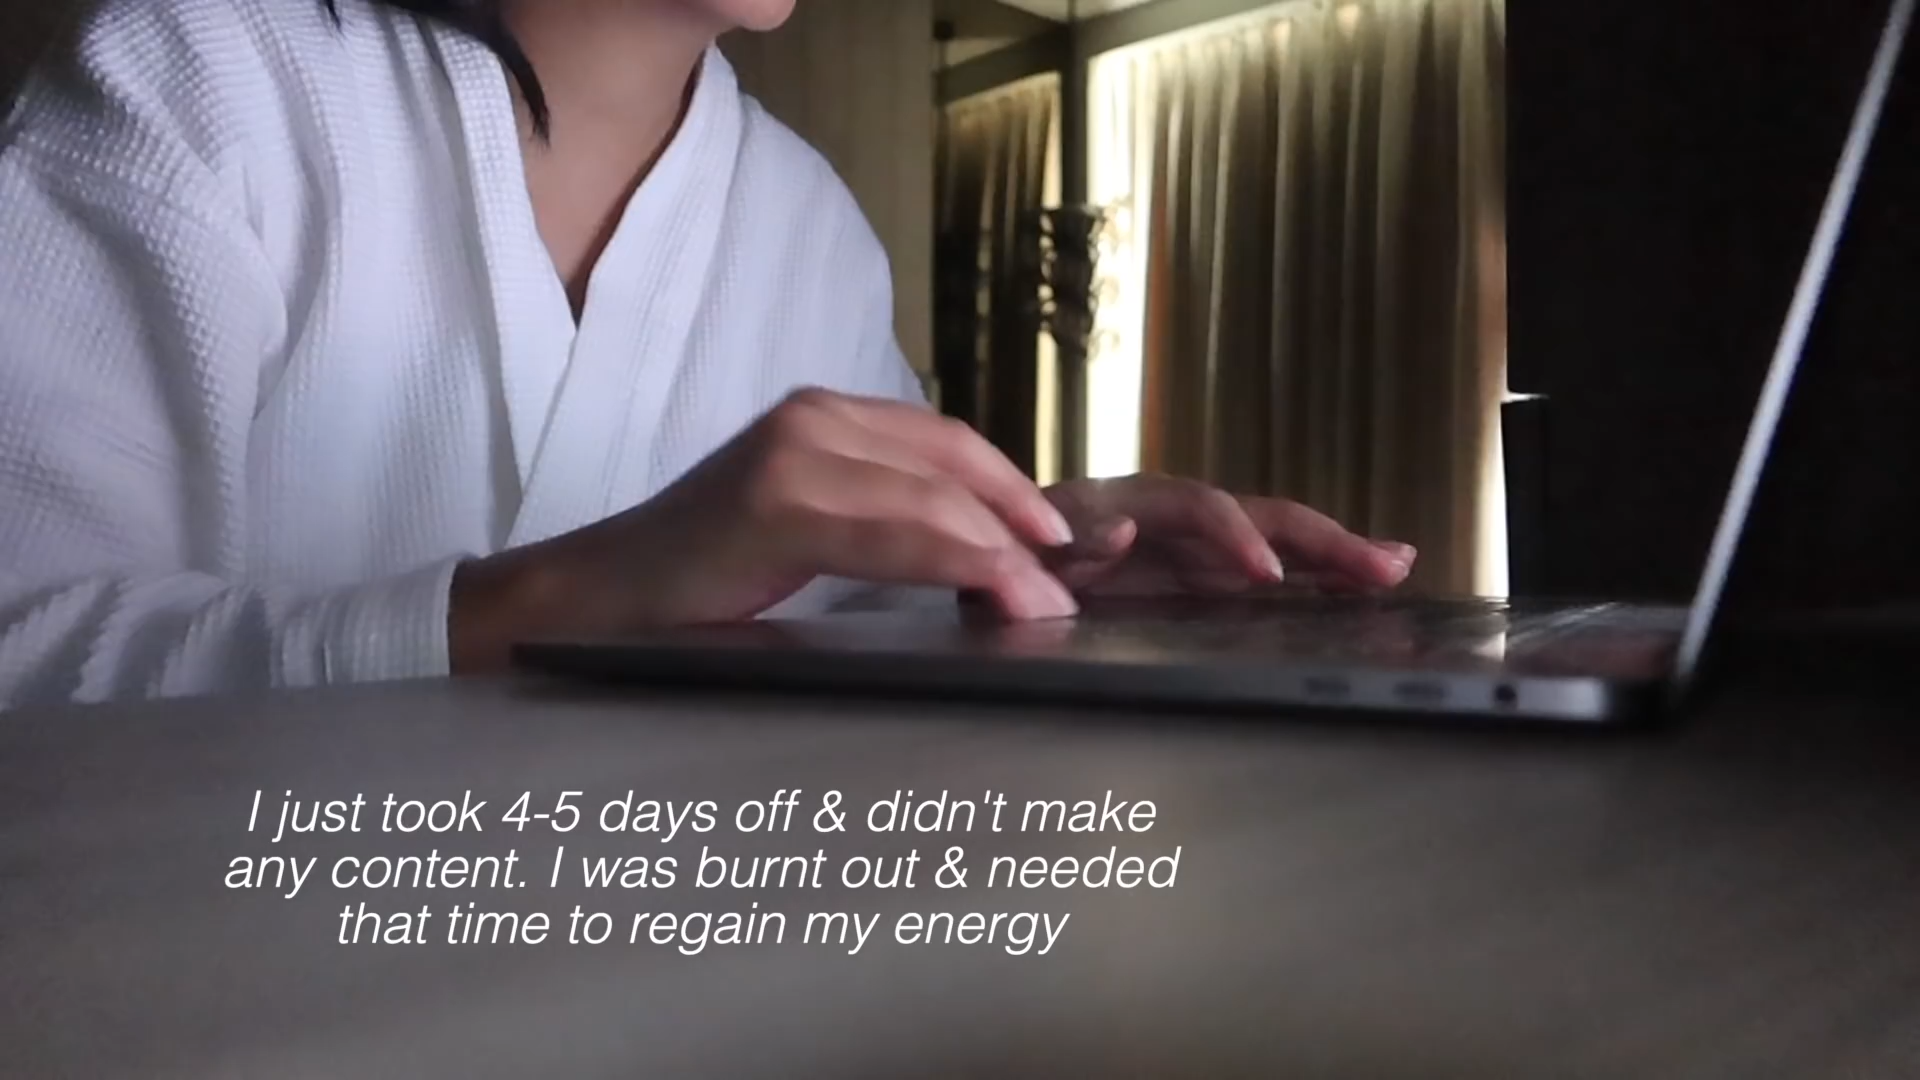 I just took 4-5 days off & didn't make
any content. I was burnt out & needed
that time to regain my energy